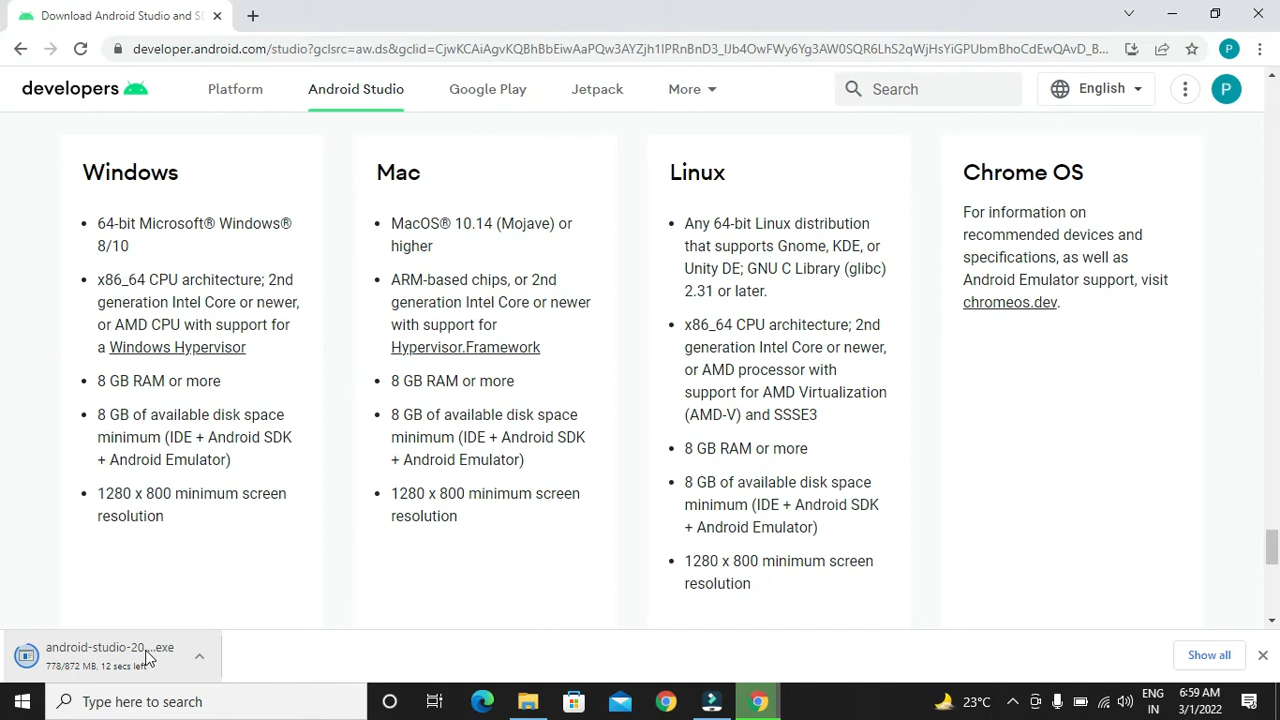 Download Android Studio and S
developer.android.com/studio?gclsrc=aw.ds&gclid=CjwKCAiAgvKQBhBbEiwAaPQw3AYZjh1lPRnBnD3_IJb4OwFWy6Yg3AW0SQR6LhS2qWjHsYiGPUbmBhoCdEwQAvD_B...
P
developers
Platform
Android Studio
Google Play
Jetpack
More
Search
English
P
Windows
64-bit Microsoft® Windows®
8/10
x86_64 CPU architecture; 2nd
generation Intel Core or newer,
or AMD CPU with support for
a Windows Hypervisor
8 GB RAM or more
8 GB of available disk space
minimum (IDE + Android SDK
+ Android Emulator)
1280 x 800 minimum screen
resolution
Mac
MacOS® 10.14 (Mojave) or
higher
ARM-based chips, or 2nd
generation Intel Core or newer
with support for
Hypervisor.Framework
8 GB RAM or more
8 GB of available disk space
minimum (IDE + Android SDK
+ Android Emulator)
1280 x 800 minimum screen
resolution
Linux
Any 64-bit Linux distribution
that supports Gnome, KDE, or
Unity DE; GNU C Library (glibc)
2.31 or later.
x86_64 CPU architecture; 2nd
generation Intel Core or newer,
or AMD processor with
support for AMD Virtualization
(AMD-V) and SSSE3
8 GB RAM or more
8 GB of available disk space
minimum (IDE + Android SDK
+ Android Emulator)
1280 x 800 minimum screen
resolution
Chrome OS
For information on
recommended devices and
specifications, as well as
Android Emulator support, visit
chromeos.dev.
android-studio-20....exe
778/872 MB, 12 secs left
Show all
Type here to search
23°C
ENG
IN
6:59 AM
3/1/2022